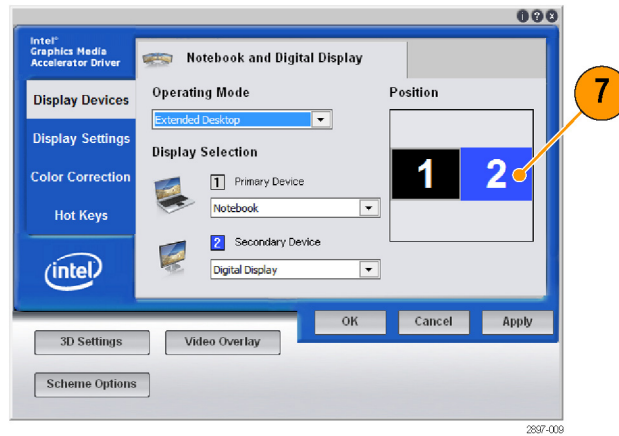 Intel®
Graphics Media
Accelerator Driver
Notebook and Digital Display
Display Devices
Display Settings
Color Correction
Hot Keys
intel
Operating Mode
Extended Desktop
Display Selection
1 Primary Device
Notebook
2 Secondary Device
Digital Display
Position
1 2
7
OK Cancel Apply
3D Settings Video Overlay
Scheme Options
2897-009